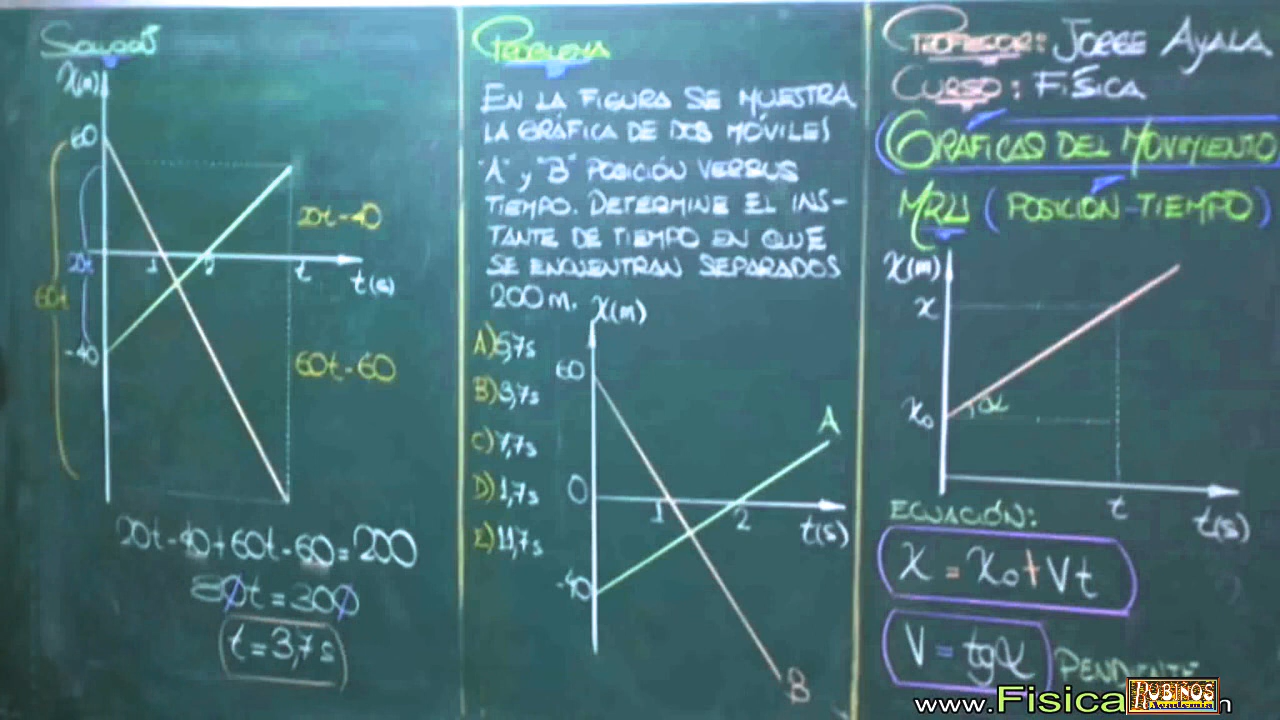 Solución
X(m)
60
20t-40
20t
1
2
t
t(s)
60t
-40
60t-60
20t-40+60t-60=200
80t=300
t=3,7s
Problema
EN LA FIGURA SE MUESTRA
LA GRÁFICA DE DOS MÓVILES
"A" y "B" POSICIÓN VERSUS
TIEMPO. DETERMINE EL INS-
TANTE DE TIEMPO EN QUE
SE ENCUENTRAN SEPARADOS
200m.
A) 5,7s
B) 3,7s
C) 7,7s
D) 1,7s
E) 11,7s
X(m)
60
A
0
1
2
t(s)
-40
B
PROFESOR: JORGE AYALA
CURSO: FÍSICA
GRÁFICAS DEL MOVIMIENTO
MRU (POSICIÓN-TIEMPO)
X(m)
x
x₀
α
t
t(s)
ECUACIÓN:
X = X₀ + Vt
V = tgα PENDIENTE
www.Fisica